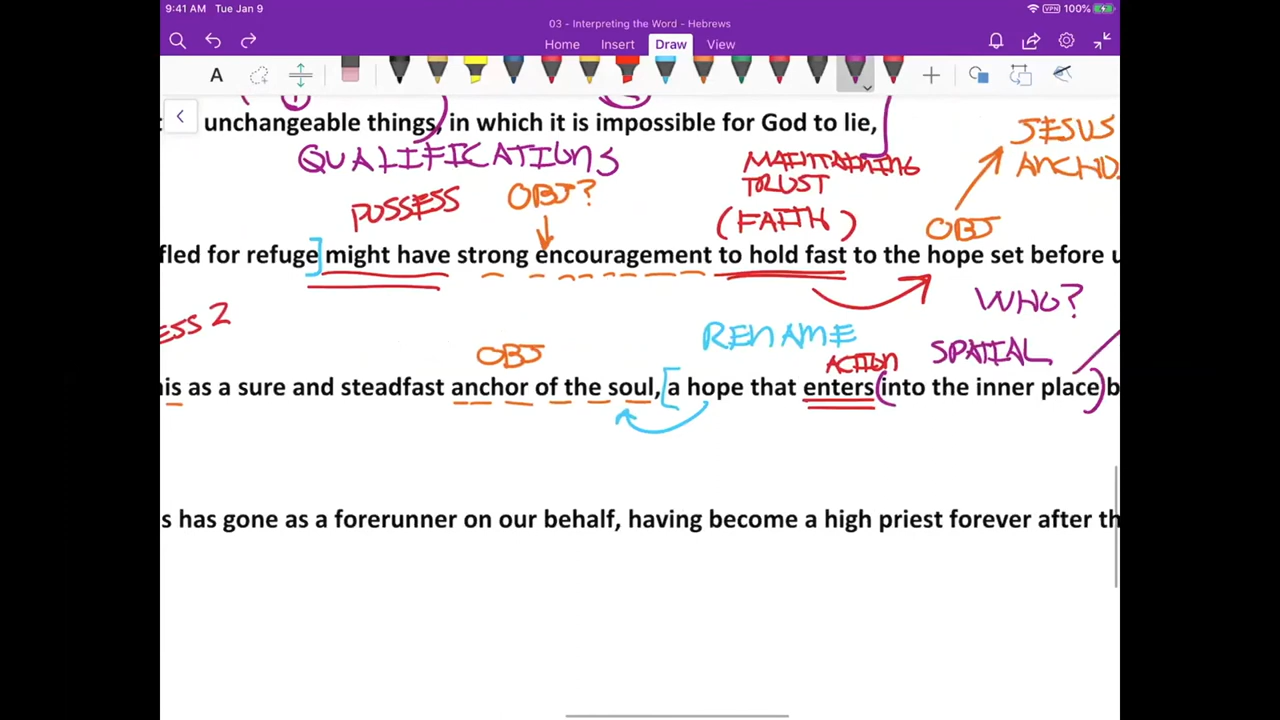 9:41 AM Tue Jan 9
VPN 100%
03 - Interpreting the Word - Hebrews
Home Insert Draw View
A
unchangeable things, in which it is impossible for God to lie,
JESUS
QUALIFICATIONS
MAINTAINING
TRUST
POSSESS
OBJ?
(FAITH)
OBJ
fled for refuge] might have strong encouragement to hold fast to the hope set before u
WHO?
ESS 2
RENAME
OBJ
ACTION
SPATIAL
his as a sure and steadfast anchor of the soul, [a hope that enters (into the inner place) b
s has gone as a forerunner on our behalf, having become a high priest forever after th